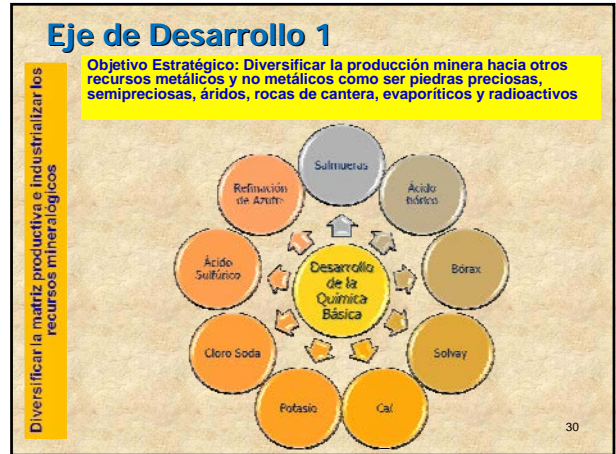 Eje de Desarrollo 1
Objetivo Estratégico: Diversificar la producción minera hacia otros
recursos metálicos y no metálicos como ser piedras preciosas,
semipreciosas, áridos, rocas de cantera, evaporíticos y radioactivos
Diversificar la matriz productiva e industrializar los
recursos mineralógicos
Salmueras
Ácido
bórico
Bórax
Solvay
Cal
Potasio
Cloro Soda
Ácido
Sulfúrico
Refinación
de Azufre
Desarrollo
de la
Química
Básica
30